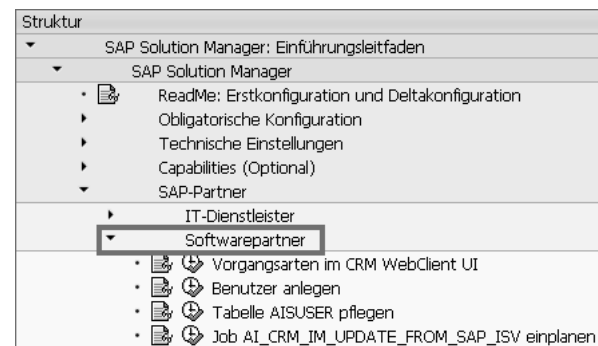 Struktur
SAP Solution Manager: Einführungsleitfaden
SAP Solution Manager
ReadMe: Erstkonfiguration und Deltakonfiguration
Obligatorische Konfiguration
Technische Einstellungen
Capabilities (Optional)
SAP-Partner
IT-Dienstleister
Softwarepartner
Vorgangsarten im CRM WebClient UI
Benutzer anlegen
Tabelle AISUSER pflegen
Job AI_CRM_IM_UPDATE_FROM_SAP_ISV einplanen